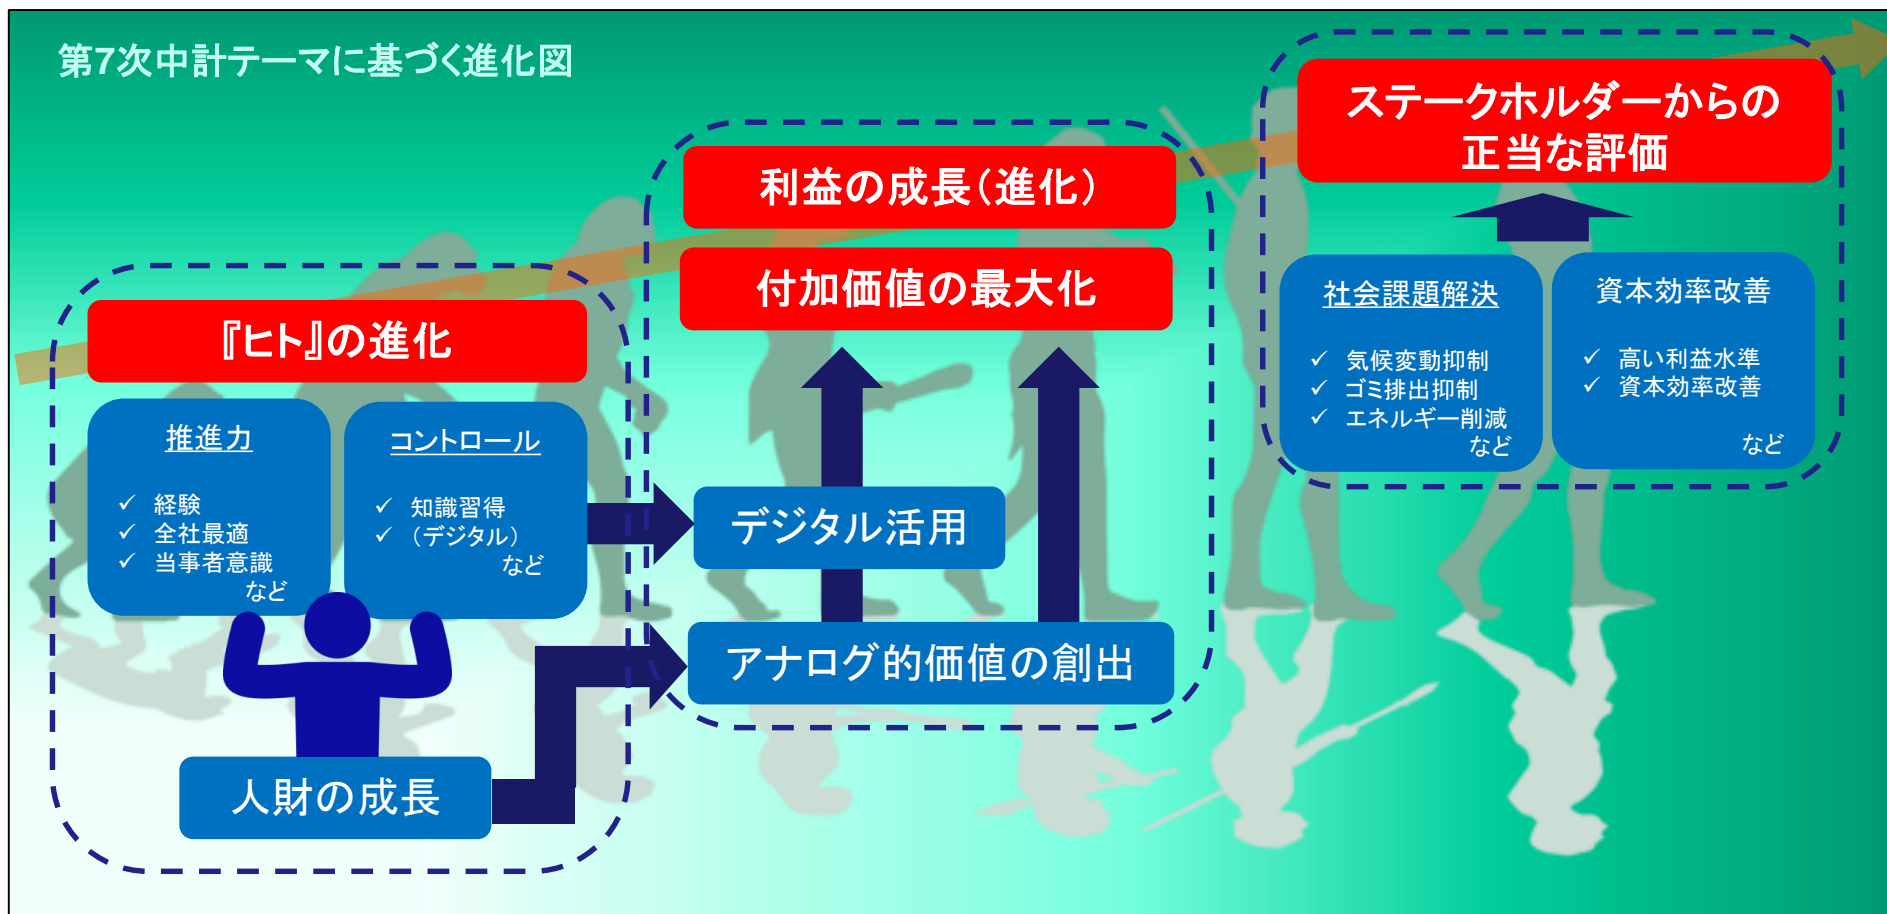 第7次中計テーマに基づく進化図
『ヒト』の進化
推進力
✓ 経験
✓ 全社最適
✓ 当事者意識
など
コントロール
✓ 知識習得
✓ (デジタル)
など
人財の成長
利益の成長(進化)
付加価値の最大化
デジタル活用
アナログ的価値の創出
ステークホルダーからの
正当な評価
社会課題解決
✓ 気候変動抑制
✓ ゴミ排出抑制
✓ エネルギー削減
など
資本効率改善
✓ 高い利益水準
✓ 資本効率改善
など